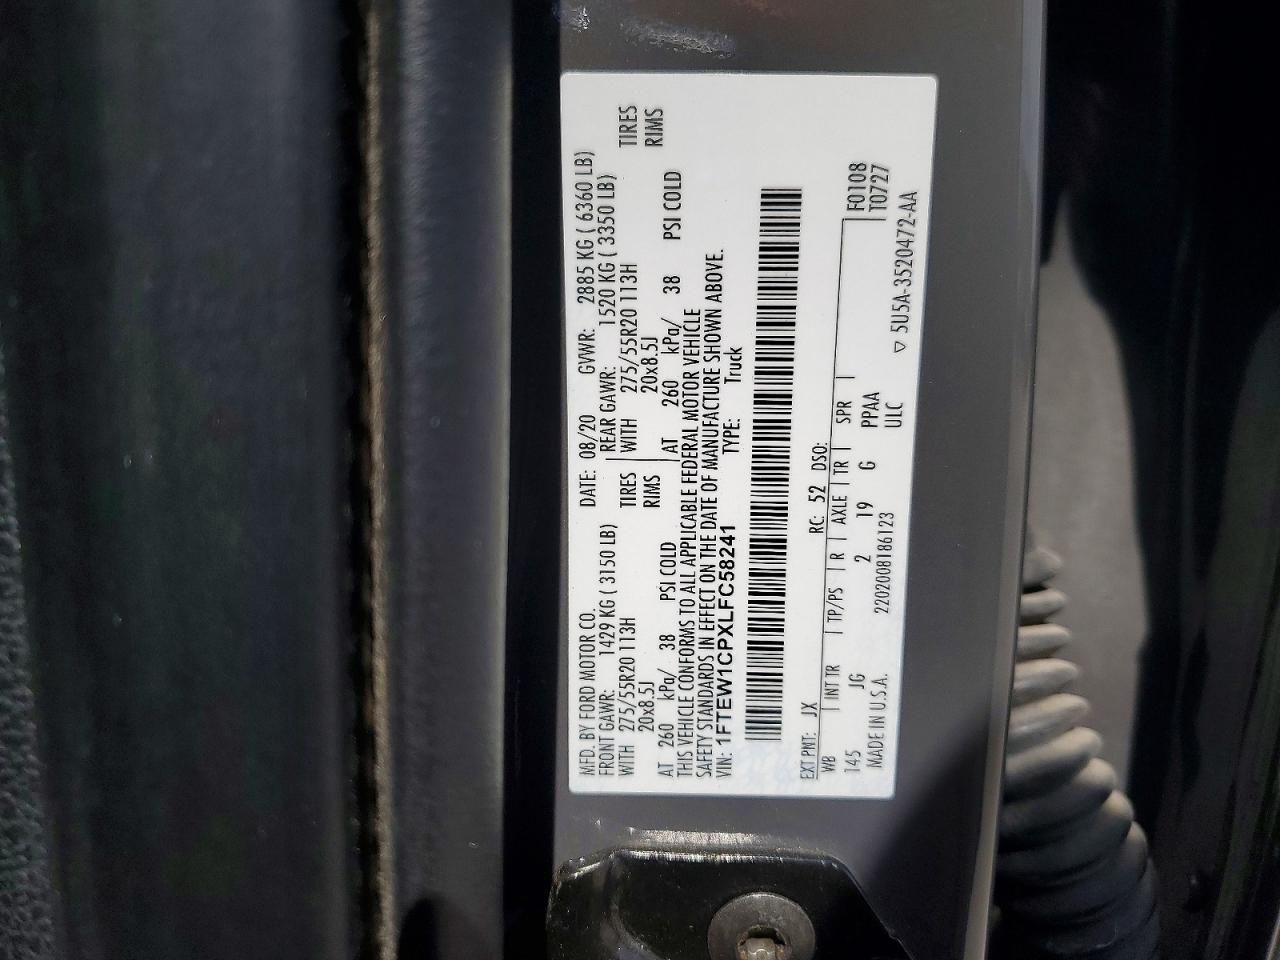 MFD. BY FORD MOTOR CO. DATE: 08/20 GVWR: 2885 KG ( 6360 LB)
FRONT GAWR: 1429 KG ( 3150 LB) REAR GAWR: 1520 KG ( 3350 LB)
WITH 275/55R20 113H TIRES WITH 275/55R20 113H TIRES
20x8.5J RIMS 20x8.5J RIMS
AT 260 kPa/ 38 PSI COLD AT 260 kPa/ 38 PSI COLD
THIS VEHICLE CONFORMS TO ALL APPLICABLE FEDERAL MOTOR VEHICLE
SAFETY STANDARDS IN EFFECT ON THE DATE OF MANUFACTURE SHOWN ABOVE.
VIN: 1FTEW1CPXLFC58241 TYPE: Truck
EXT PNT: JX RC: 52 DSO:
WB INT TR TP/PS R AXLE TR SPR F0108
145 JG 2 19 G PPAA T0727
MADE IN U.S.A. 2202008186123 ULC
▽ 5U5A-3520472-AA